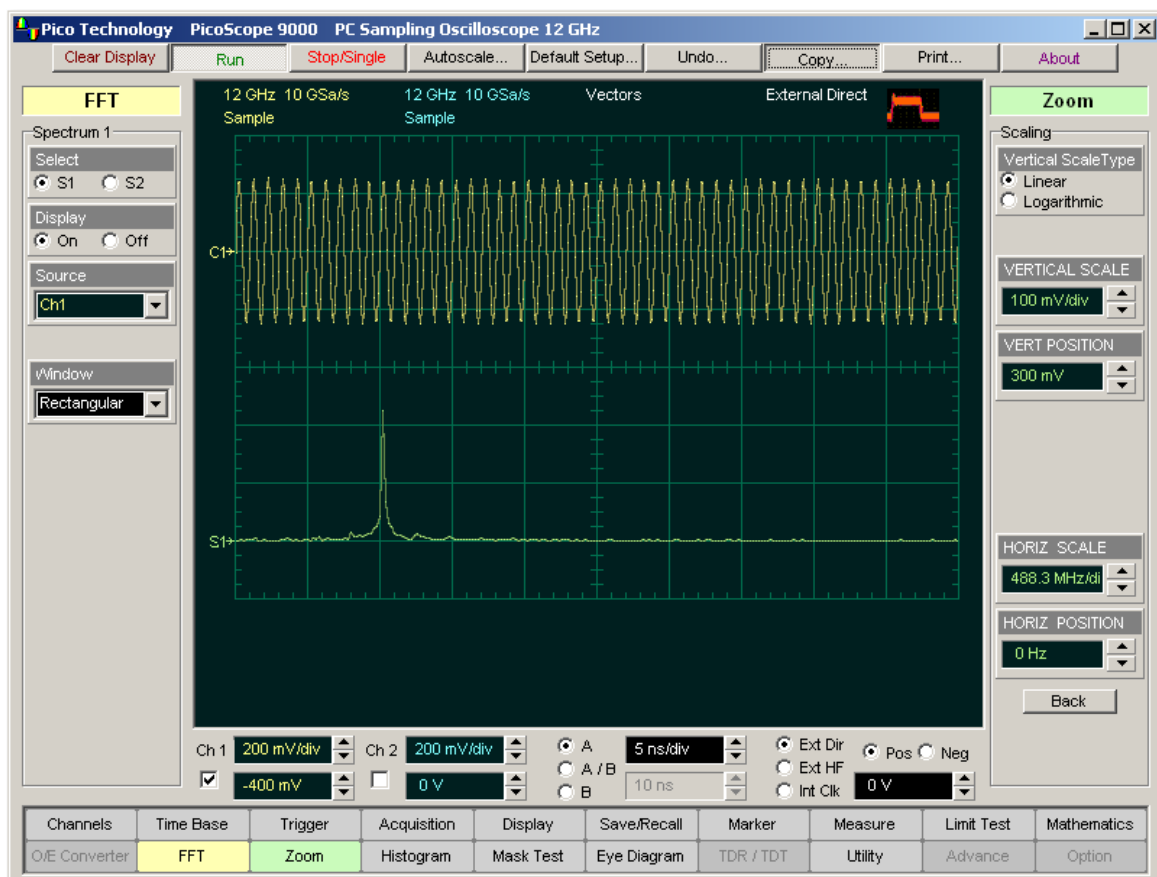 Pico Technology PicoScope 9000 PC Sampling Oscilloscope 12 GHz
Clear Display Run Stop/Single Autoscale... Default Setup... Undo... Copy... Print... About
FFT
Spectrum 1
Select
S1 S2
Display
On Off
Source
Ch1
Window
Rectangular
12 GHz 10 GSa/s 12 GHz 10 GSa/s Vectors External Direct
Sample Sample
C1
S1
Zoom
Scaling
Vertical ScaleType
Linear
Logarithmic
VERTICAL SCALE
100 mV/div
VERT POSITION
300 mV
HORIZ SCALE
488.3 MHz/di
HORIZ POSITION
0 Hz
Back
Ch 1 200 mV/div Ch 2 200 mV/div A 5 ns/div Ext Dir Pos Neg
A / B Ext HF
-400 mV 0 V B 10 ns Int Clk 0 V
Channels Time Base Trigger Acquisition Display Save/Recall Marker Measure Limit Test Mathematics
O/E Converter FFT Zoom Histogram Mask Test Eye Diagram TDR / TDT Utility Advance Option